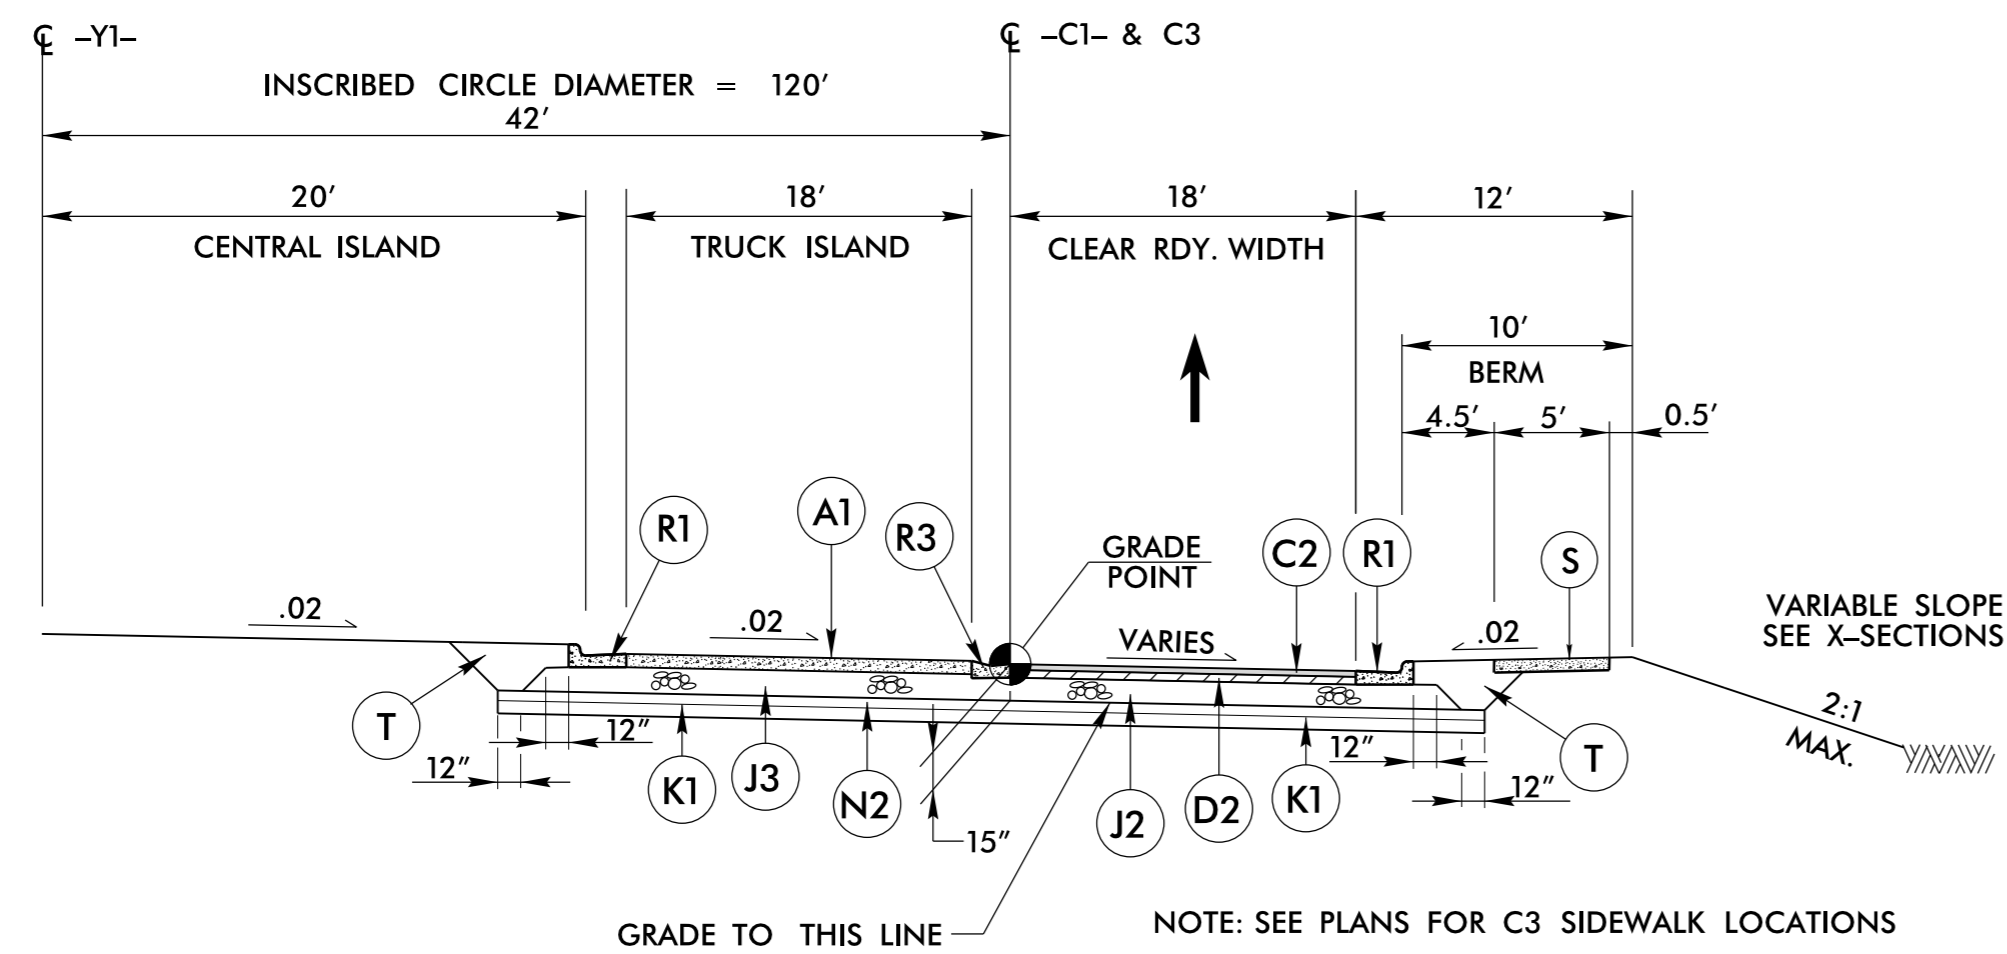 ℄ –Y1–
℄ –C1– & C3
INSCRIBED CIRCLE DIAMETER = 120'
42'
20'
18'
18'
12'
CENTRAL ISLAND
TRUCK ISLAND
CLEAR RDY. WIDTH
10'
BERM
4.5'
5'
0.5'
R1
A1
R3
GRADE
POINT
C2
R1
S
.02
.02
VARIES
.02
VARIABLE SLOPE
SEE X–SECTIONS
2:1
MAX.
T
12"
12"
K1
J3
N2
15"
J2
D2
K1
12"
12"
T
GRADE TO THIS LINE
NOTE: SEE PLANS FOR C3 SIDEWALK LOCATIONS